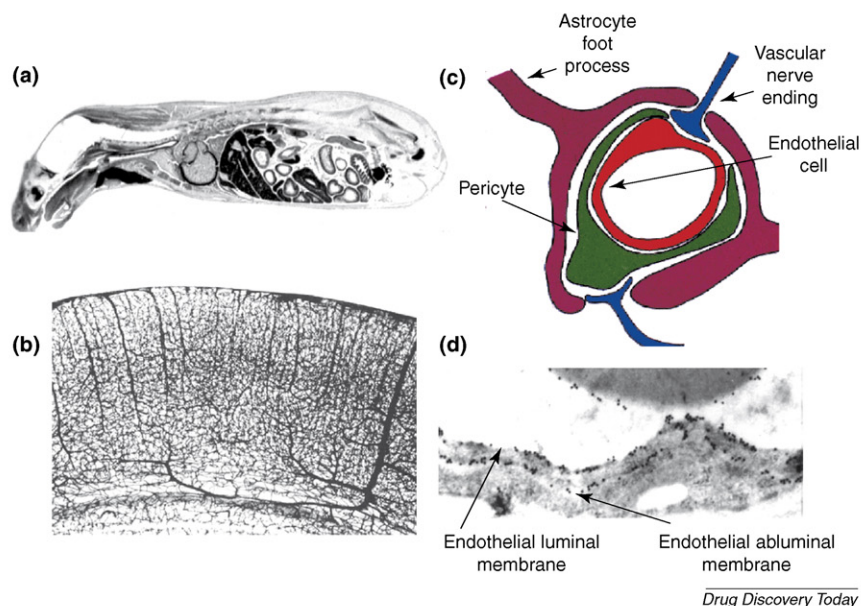 (a)
(b)
(c)
Astrocyte
foot
process
Vascular
nerve
ending
Endothelial
cell
Pericyte
(d)
Endothelial luminal
membrane
Endothelial abluminal
membrane
Drug Discovery Today